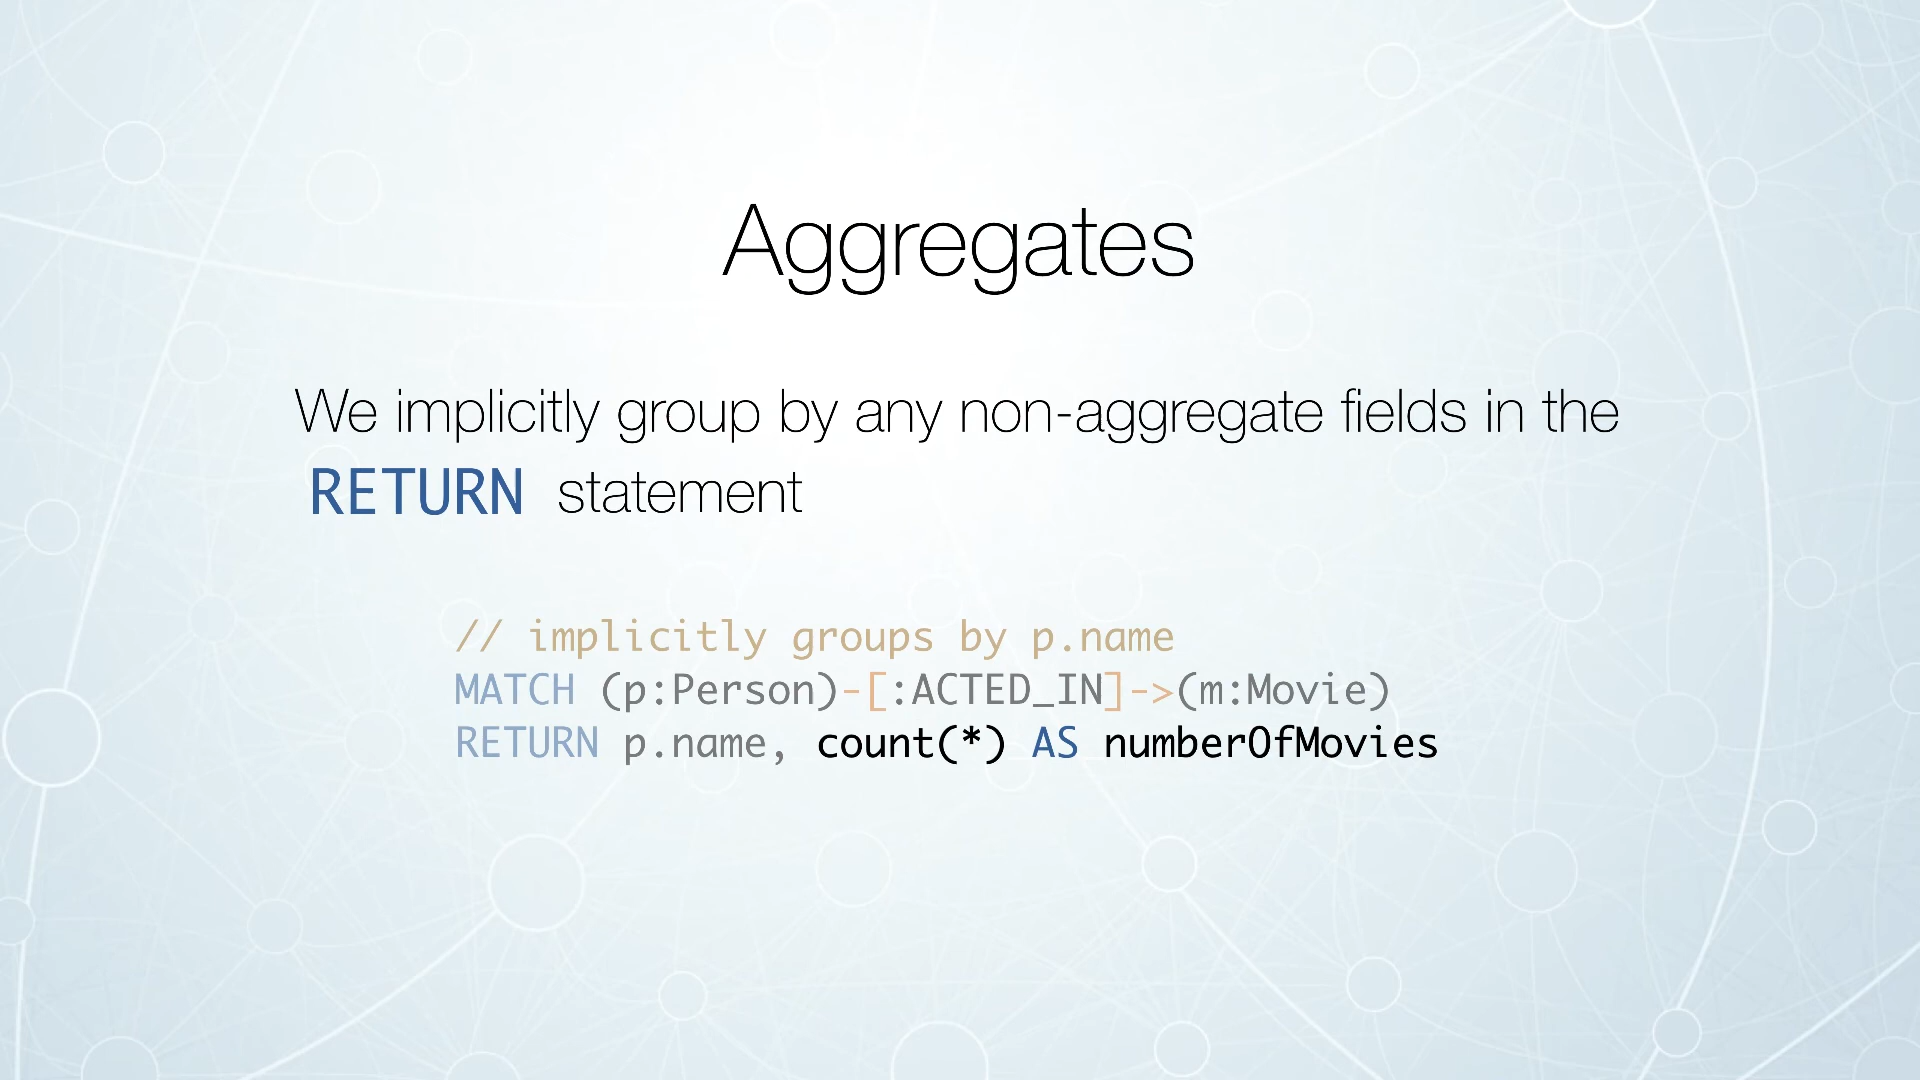 Aggregates
We implicitly group by any non-aggregate fields in the
RETURN statement
// implicitly groups by p.name
MATCH (p:Person)-[:ACTED_IN]->(m:Movie)
RETURN p.name, count(*) AS numberOfMovies